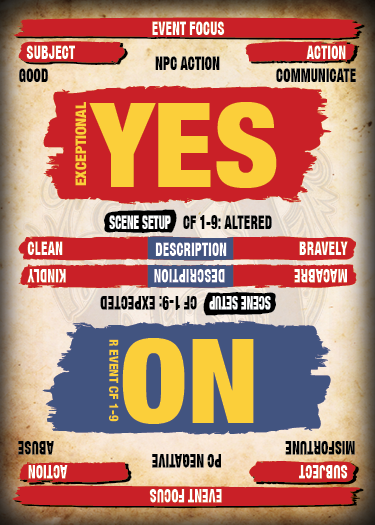 EVENT FOCUS
SUBJECT
ACTION
NPC ACTION
GOOD
COMMUNICATE
EXCEPTIONAL
YES
SCENE SETUP CF 1-9: ALTERED
CLEAN DESCRIPTION BRAVELY
EVENT FOCUS
SUBJECT
ACTION
PC NEGATIVE
MISFORTUNE
ABUSE
NO
R EVENT CF 1-9
SCENE SETUP CF 1-9: EXPECTED
MACABRE DESCRIPTION KINDLY